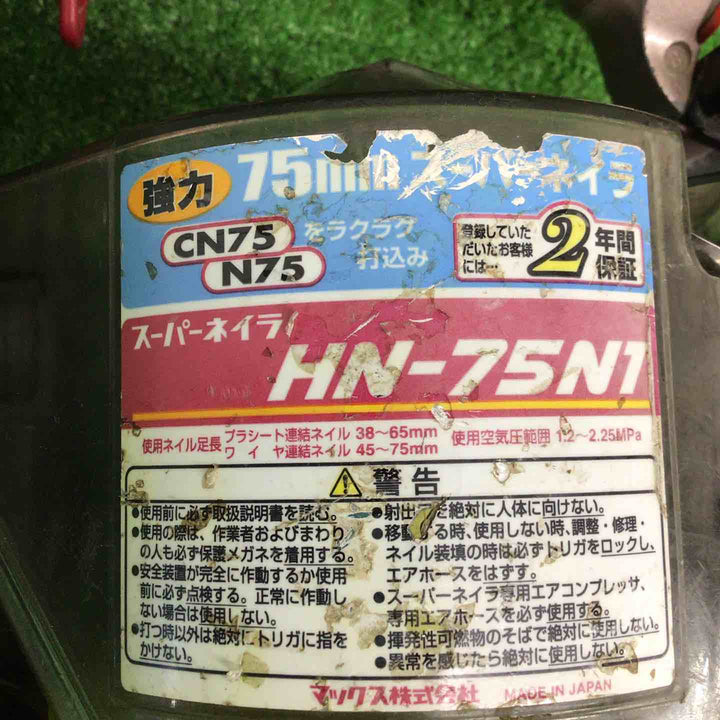 強力
75mm スーパーネイラ
CN75
N75
をラクラク
打込み
登録していた
だいたお客様
には…
2年間
保証
スーパーネイラ
HN-75N1
使用ネイル足長 プラシート連結ネイル 38～65mm 使用空気圧範囲 1.2～2.25MPa
ワイヤ連結ネイル 45～75mm
警告
●使用前に必ず取扱説明書を読む。
●使用の際は、作業者およびまわり
の人も必ず保護メガネを着用する。
●安全装置が完全に作動するか使用
前に必ず点検する。正常に作動し
ない場合は使用しない。
●打つ時以外は絶対にトリガに指を
かけない。
●射出 を絶対に人体に向けない。
●移動する時、使用しない時、調整・修理・
ネイル装填の時は必ずトリガをロックし、
エアホースをはずす。
●スーパーネイラ専用エアコンプレッサ、
専用エアホースを必ず使用する。
●揮発性可燃物のそばで絶対に使用しない。
●異常を感じたら絶対に使用しない。
マックス株式会社 MADE IN JAPAN